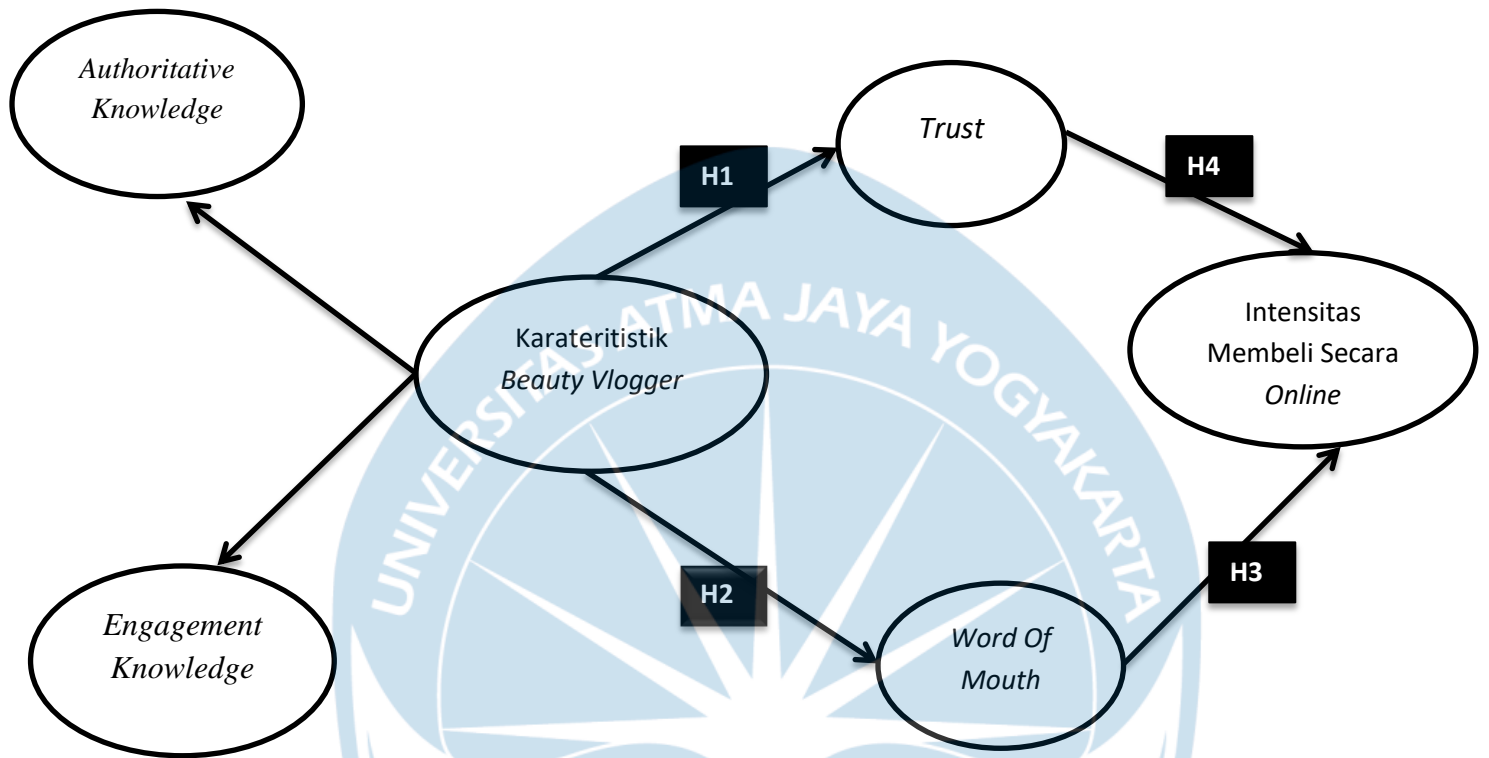 Authoritative
Knowledge
Trust
H1
H4
UNIVERSITAS ATMA JAYA YOGYAKARTA
Karateritistik
Beauty Vlogger
Intensitas
Membeli Secara
Online
H2
H3
Engagement
Knowledge
Word Of
Mouth